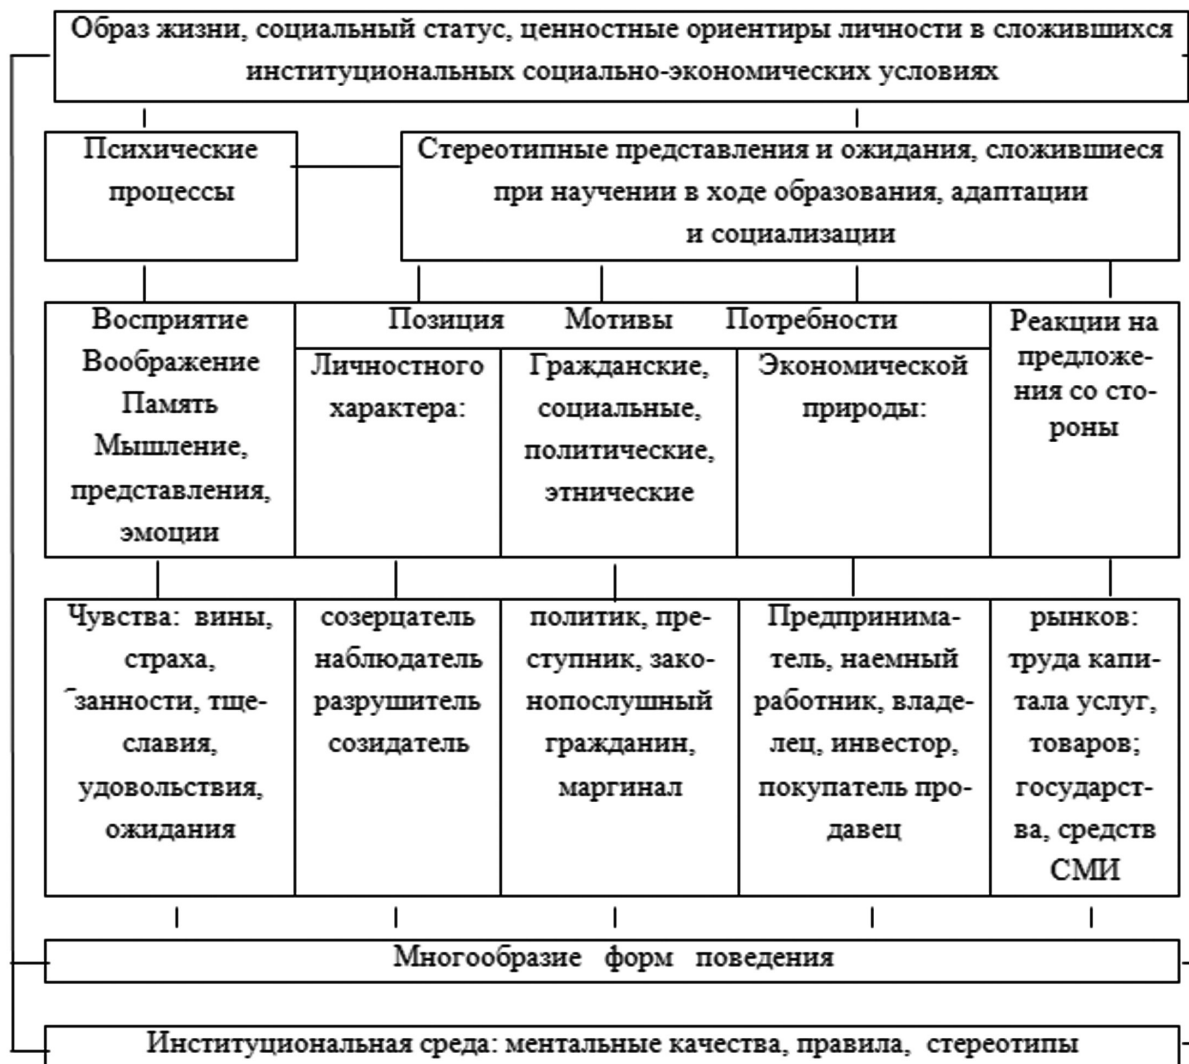 Образ жизни, социальный статус, ценностные ориентиры личности в сложившихся
институциональных социально-экономических условиях
Психические
процессы
Стереотипные представления и ожидания, сложившиеся
при научении в ходе образования, адаптации
и социализации
Восприятие
Воображение
Память
Мышление,
представления,
эмоции
Позиция Мотивы Потребности
Личностного
характера:
Гражданские,
социальные,
политические,
этнические
Экономической
природы:
Реакции на
предложе-
ния со сто-
роны
Чувства: вины,
страха,
занности, тще-
славия,
удовольствия,
ожидания
созерцатель
наблюдатель
разрушитель
созидатель
политик, пре-
ступник, зако-
нопослушный
гражданин,
маргинал
Предпринима-
тель, наемный
работник, владе-
лец, инвестор,
покупатель про-
давец
рынков:
труда капи-
тала услуг,
товаров;
государст-
ва, средств
СМИ
Многообразие форм поведения
Институциональная среда: ментальные качества, правила, стереотипы